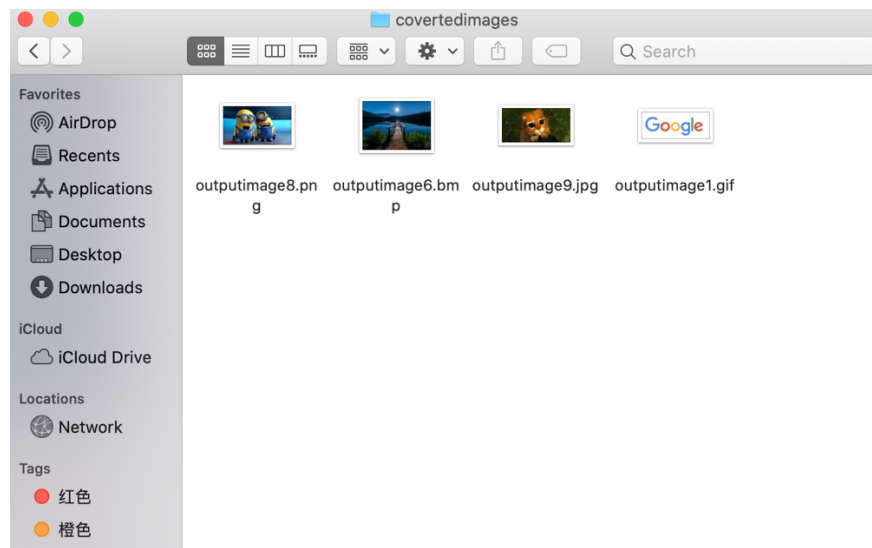 covertedimages
Search
Favorites
AirDrop
Recents
Applications
Documents
Desktop
Downloads
iCloud
iCloud Drive
Locations
Network
Tags
红色
橙色
Google
outputimage8.pn
g
outputimage6.bm
p
outputimage9.jpg
outputimage1.gif